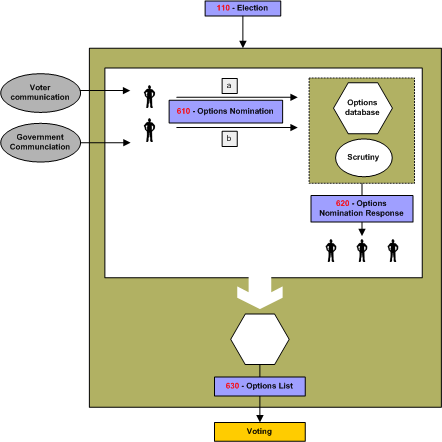 110 - Election
Voter
communication
a
610 - Options Nomination
Options
database
Government
Communciation
b
Scrutiny
620 - Options
Nomination Response
630 - Options List
Voting